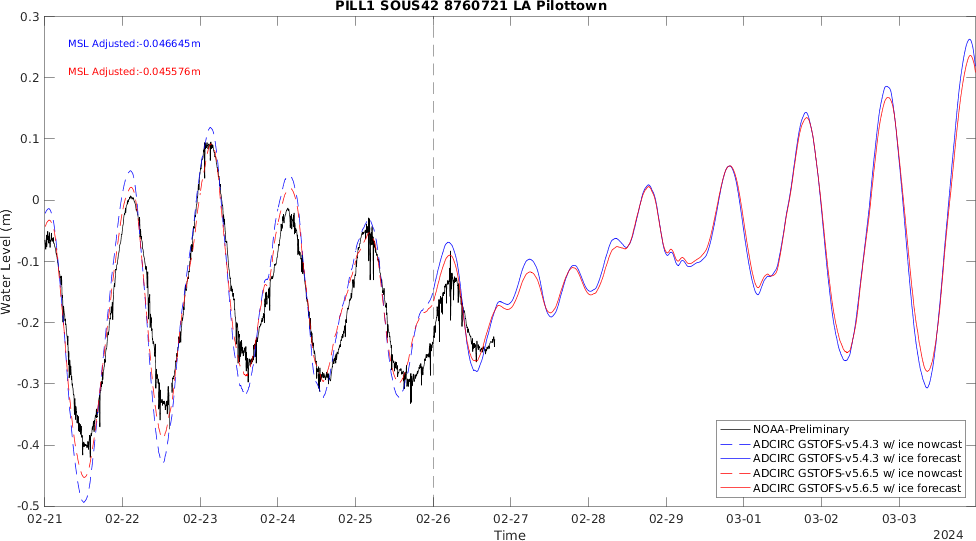 PILL1 SOUS42 8760721 LA Pilottown
0.3
0.2
0.1
0
-0.1
-0.2
-0.3
-0.4
-0.5
Water Level (m)
MSL Adjusted:-0.046645m
MSL Adjusted:-0.045576m
NOAA-Preliminary
ADCIRC GSTOFS-v5.4.3 w/ ice nowcast
ADCIRC GSTOFS-v5.4.3 w/ ice forecast
ADCIRC GSTOFS-v5.6.5 w/ ice nowcast
ADCIRC GSTOFS-v5.6.5 w/ ice forecast
02-21 02-22 02-23 02-24 02-25 02-26 02-27 02-28 02-29 03-01 03-02 03-03
Time
2024